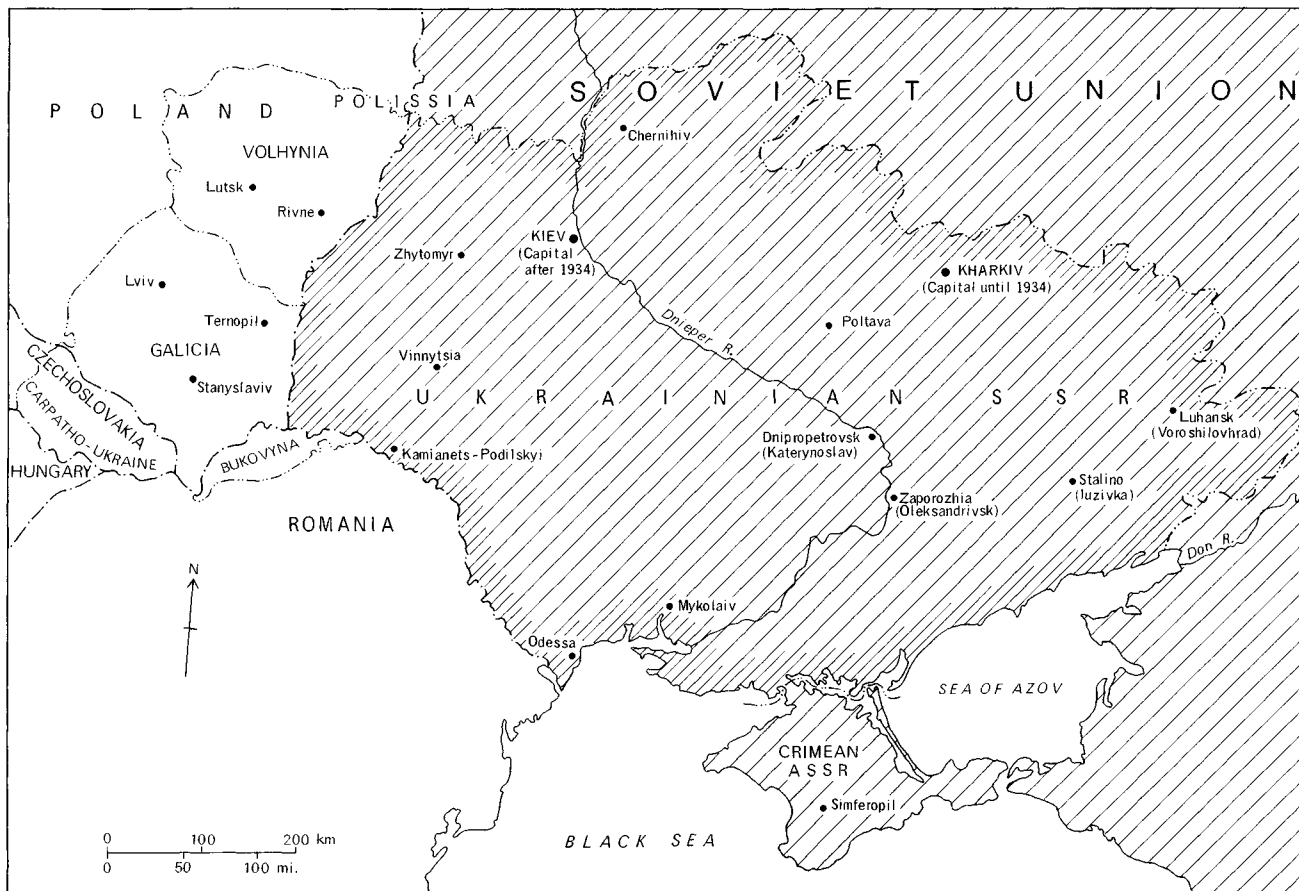 SOVIET UNION
POLAND
POLISSIA
VOLHYNIA
Chernihiv
Lutsk
Rivne
KIEV
(Capital
after 1934)
Zhytomyr
KHARKIV
(Capital until 1934)
Lviv
Ternopil
Dnieper R.
Poltava
GALICIA
Vinnytsia
Stanyslaviv
CZECHOSLOVAKIA
CARPATHO-UKRAINE
UKRAINIAN SSR
Luhansk
(Voroshilovhrad)
HUNGARY
BUKOVYNA
Kamianets-Podilskyi
Dnipropetrovsk
(Katerynoslav)
Stalino
(Iuzivka)
Zaporozhia
(Oleksandrivsk)
ROMANIA
Don R.
N
Mykolaiv
Odessa
SEA OF AZOV
CRIMEAN
ASSR
Simferopil
BLACK SEA
0 100 200 km
0 50 100 mi.